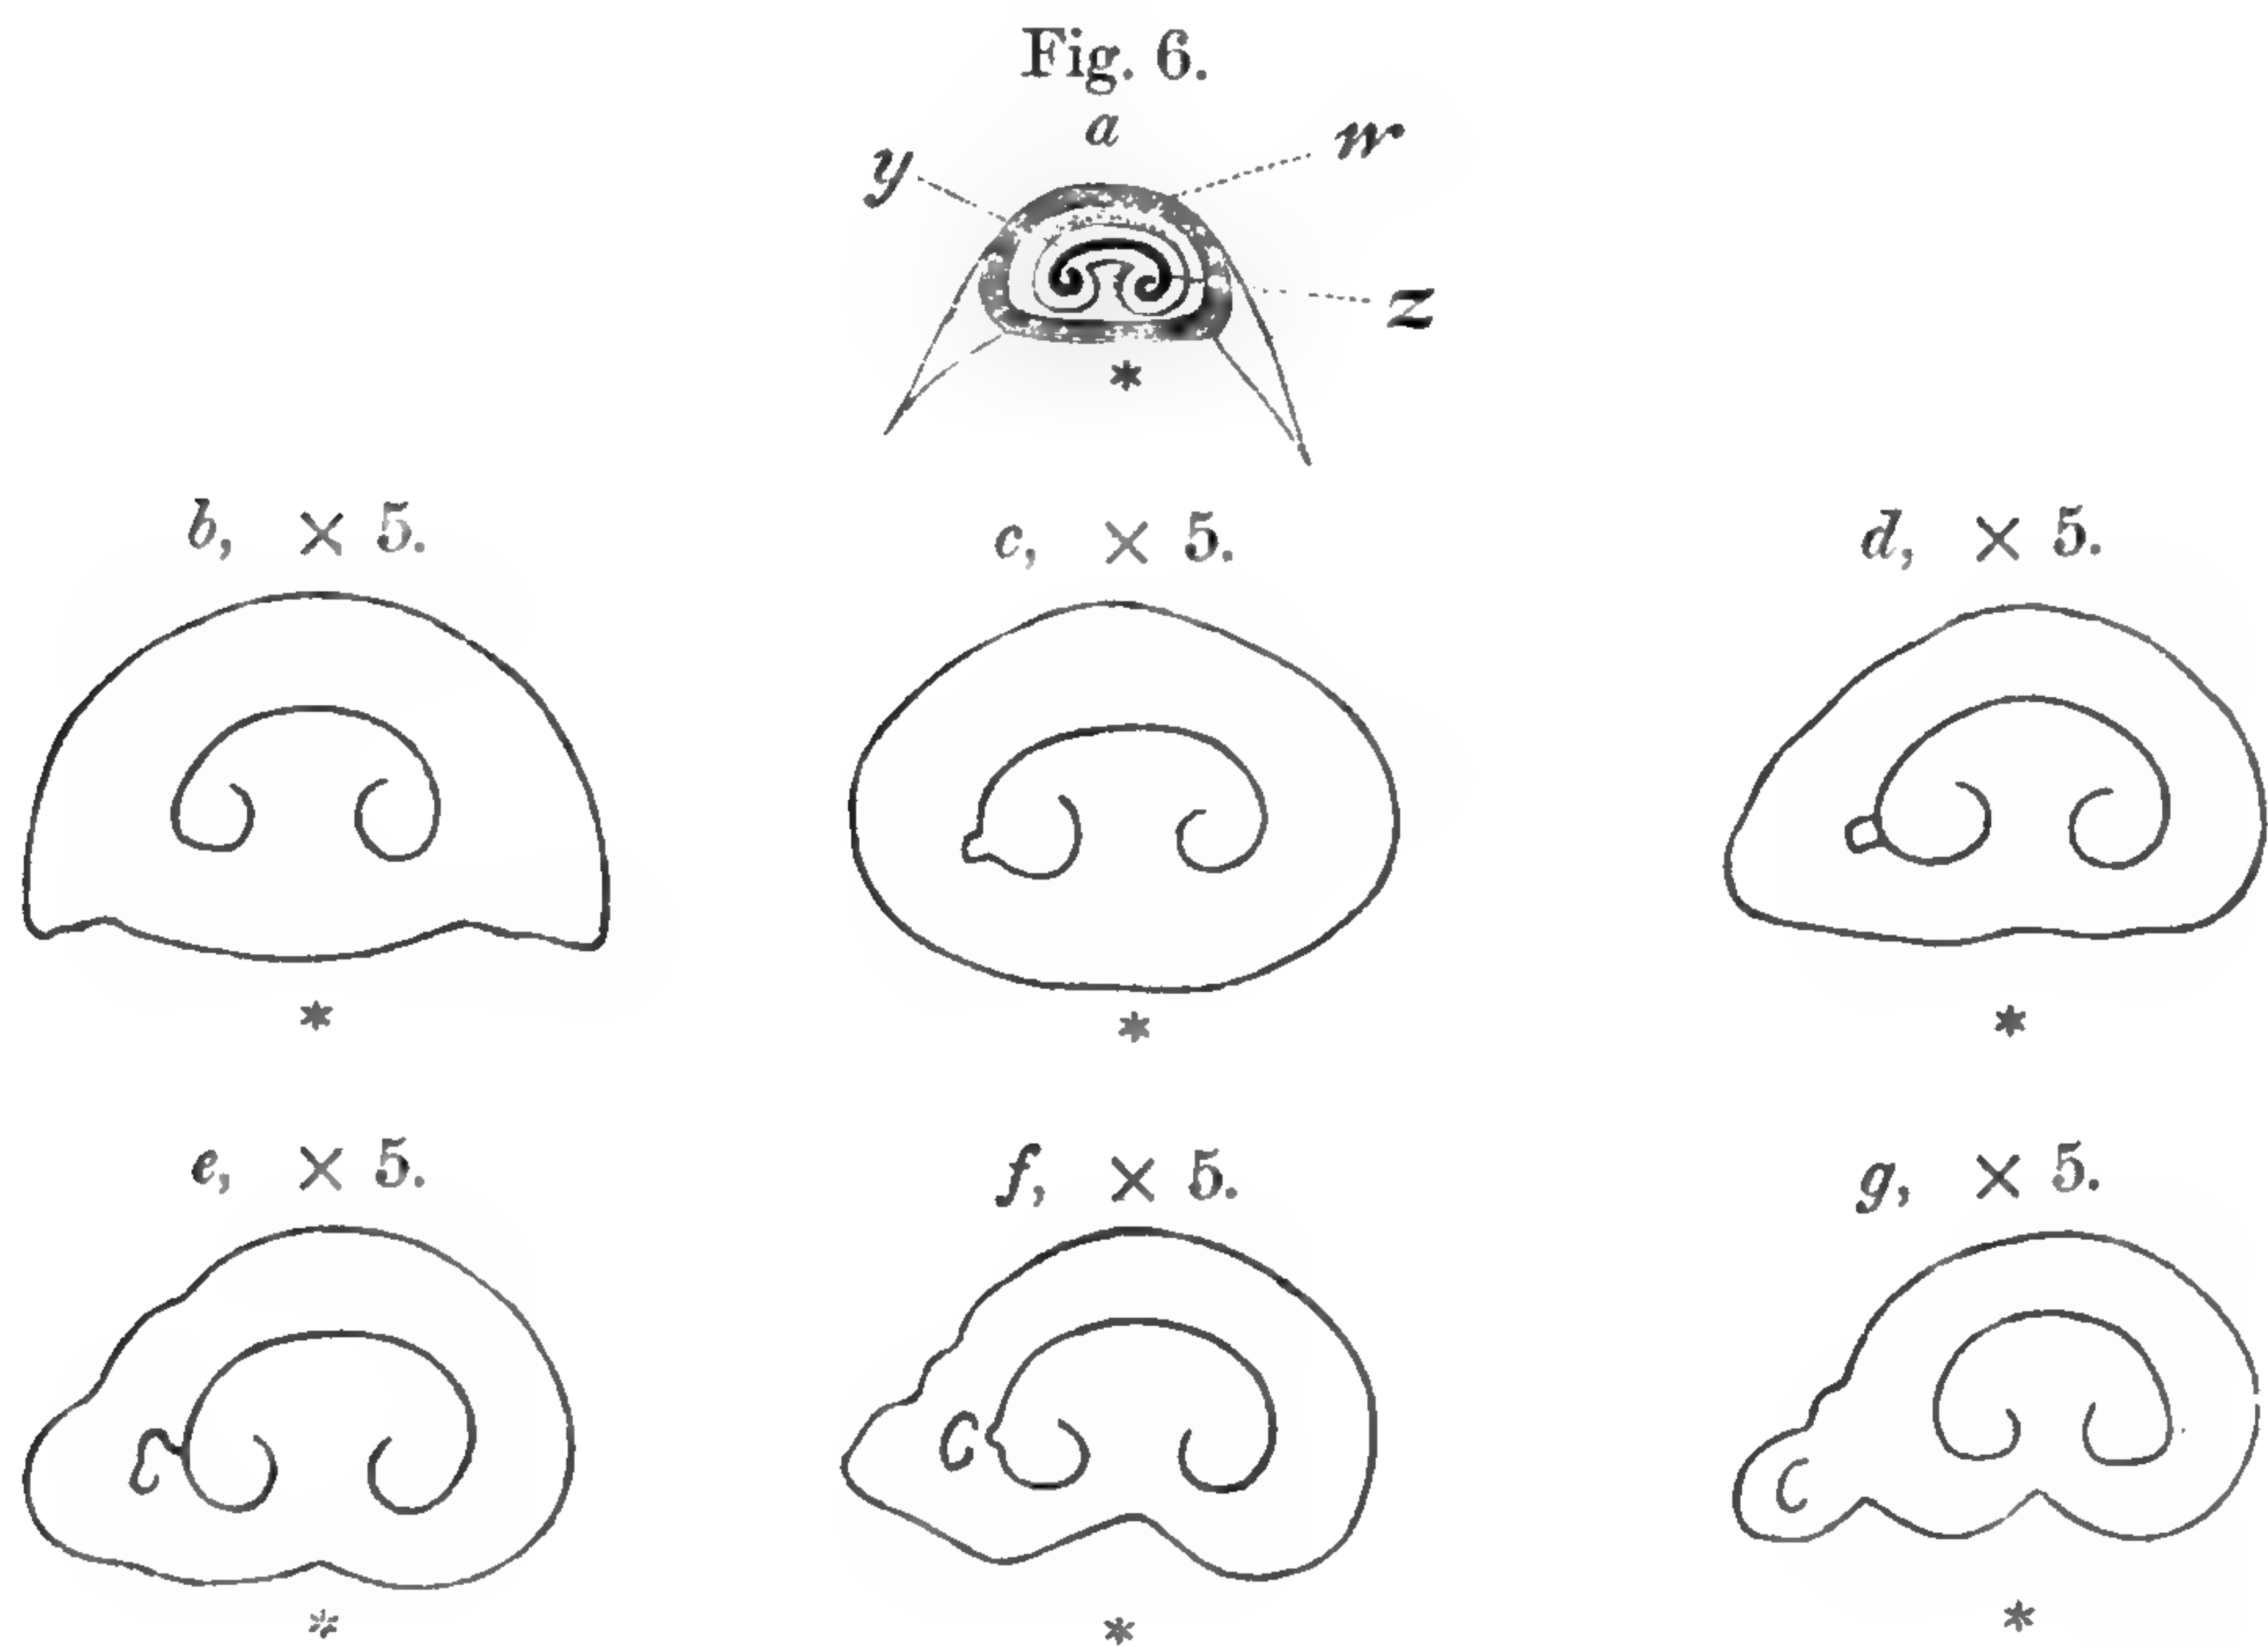 Fig. 6.
a
y
w
z
*
b, × 5.
c, × 5.
d, × 5.
*
*
*
e, × 5.
f, × 5.
g, × 5.
*
*
*